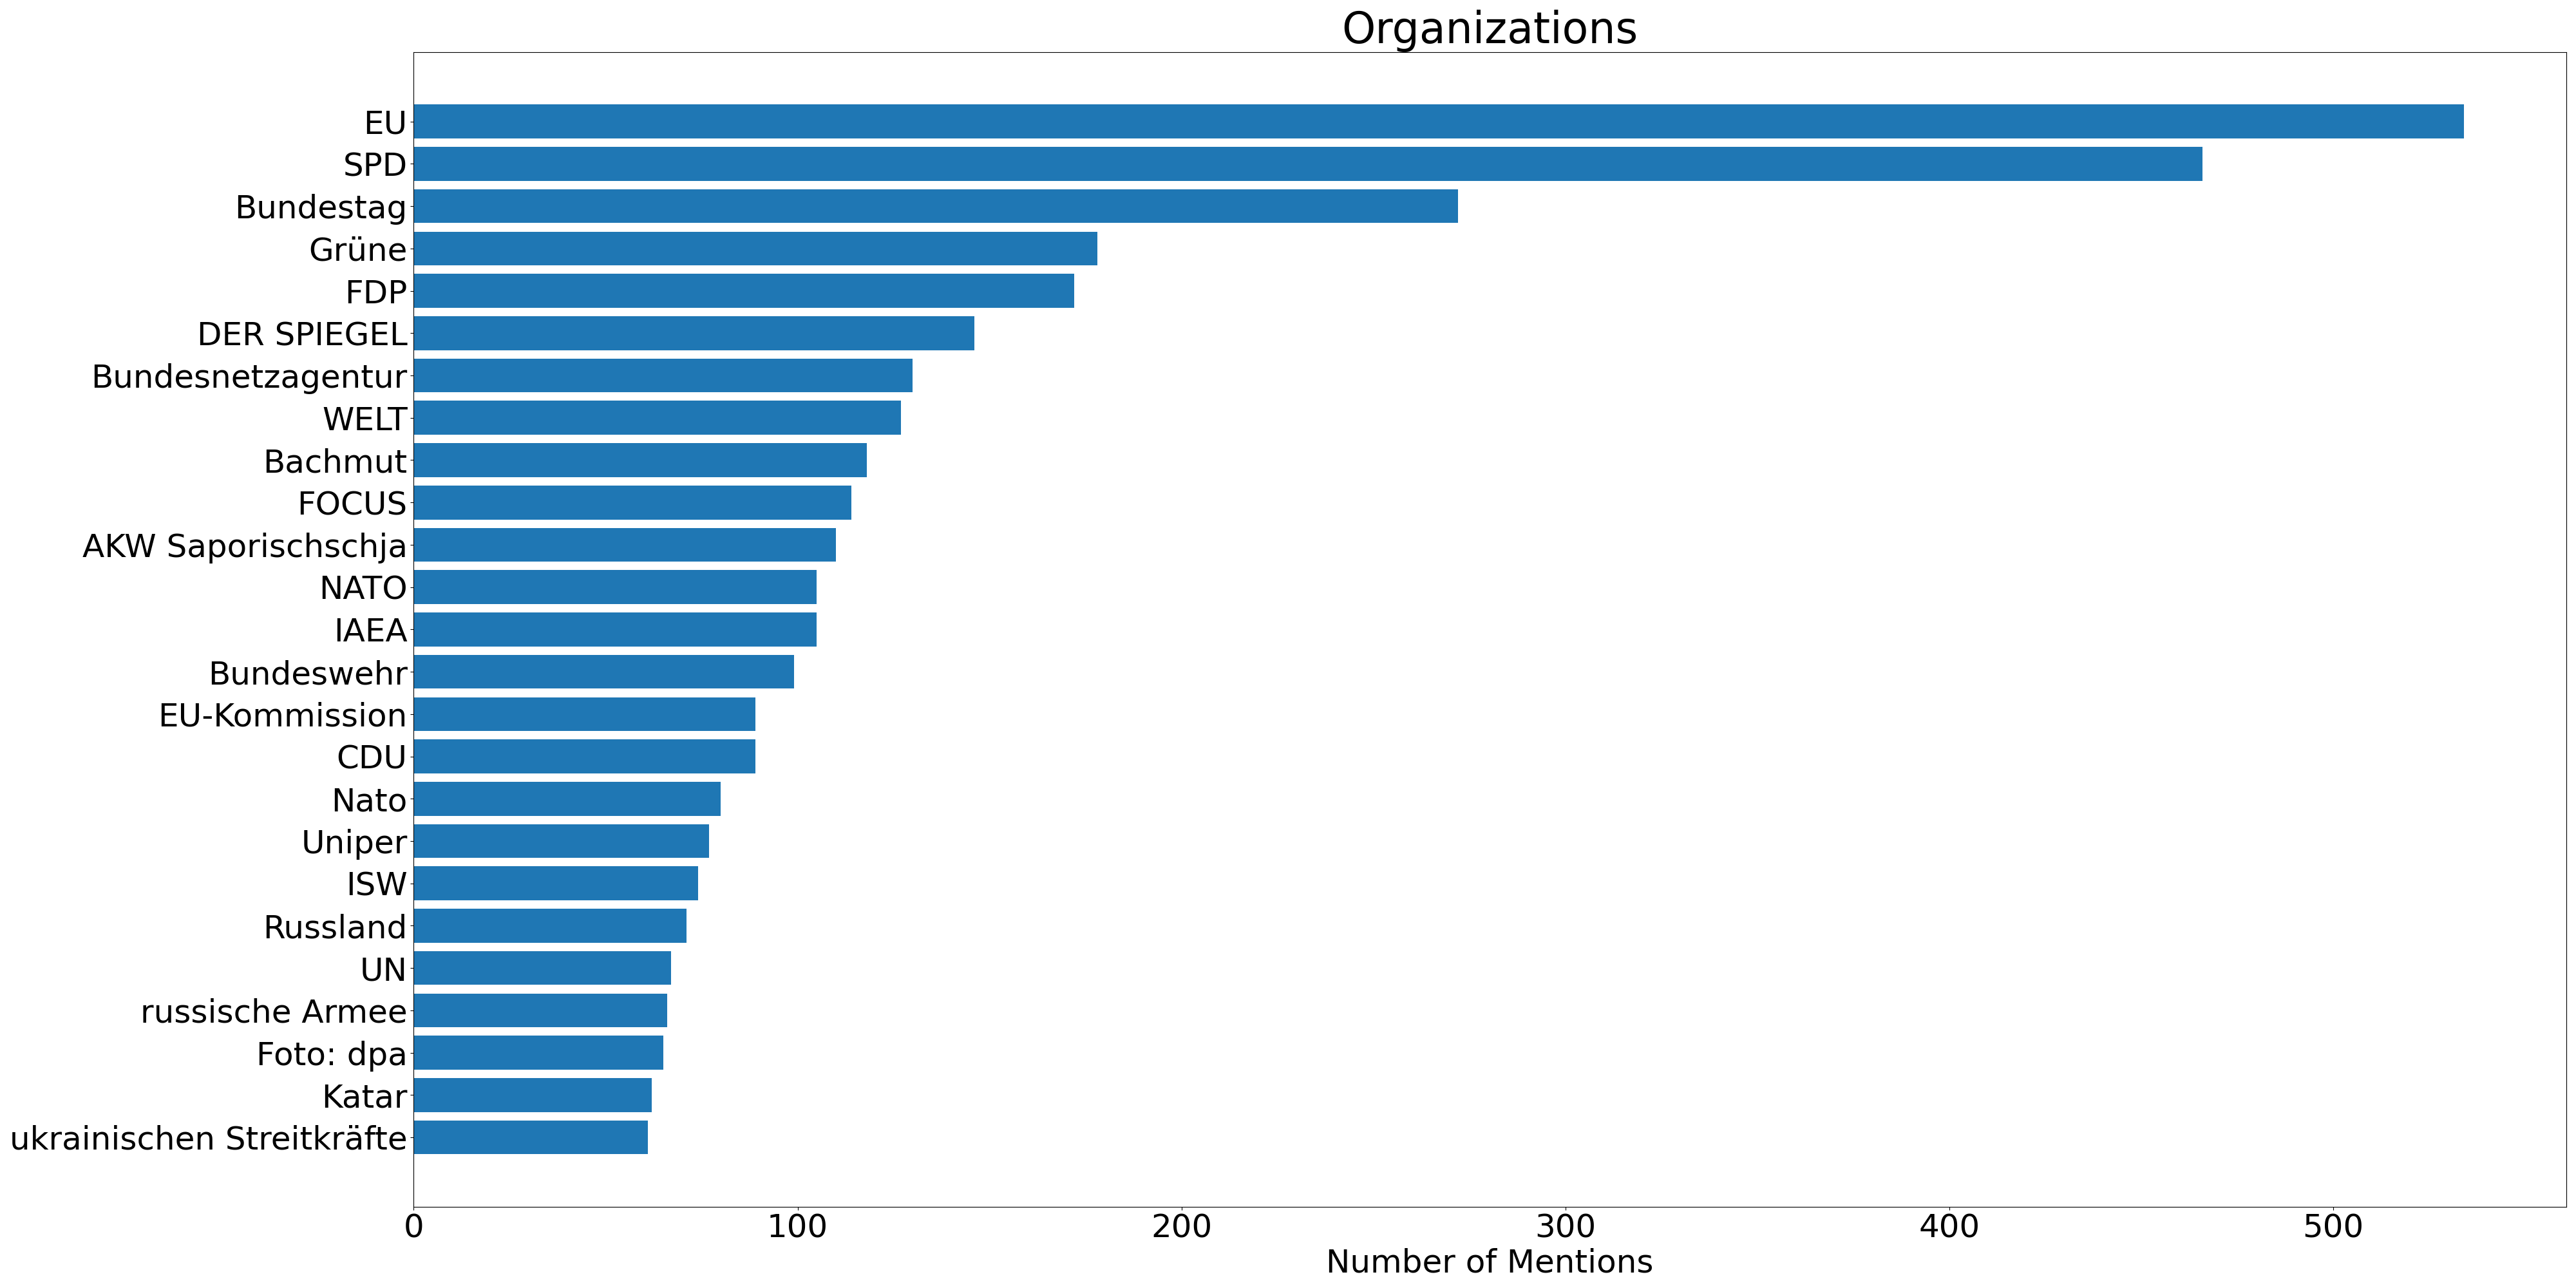 Organizations
EU
SPD
Bundestag
Grüne
FDP
DER SPIEGEL
Bundesnetzagentur
WELT
Bachmut
FOCUS
AKW Saporischschja
NATO
IAEA
Bundeswehr
EU-Kommission
CDU
Nato
Uniper
ISW
Russland
UN
russische Armee
Foto: dpa
Katar
ukrainischen Streitkräfte
0 100 200 300 400 500
Number of Mentions